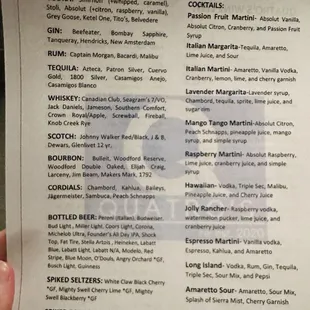 Stoli, Absolut (+citron, raspberry, vanilla),
Grey Goose, Ketel One, Tito's, Belvedere
GIN: Beefeater, Bombay Sapphire,
Tanqueray, Hendricks, New Amsterdam
RUM: Captain Morgan, Bacardi, Malibu
TEQUILA: Azteca, Patron Silver, Cuervo
Gold, 1800 Silver, Casamigos Anejo,
Casamigos Blanco
WHISKEY: Canadian Club, Seagram's 7/VO,
Jack Daniels, Jameson, Southern Comfort,
Crown Royal/Apple, Screwball, Fireball,
Knob Creek Rye
SCOTCH: Johnny Walker Red/Black, J & B,
Dewars, Glenlivet 12 yr.
BOURBON: Bulleit, Woodford Reserve,
Woodford Double Oaked, Elijah Craig,
Larceny, Jim Beam, Makers Mark, 1792
CORDIALS: Chambord, Kahlua, Baileys,
Jägermeister, Sambuca, Peach Schnapps
BOTTLED BEER: Peroni (Italian), Budweiser,
Bud Light, Miller Light, Coors Light, Corona,
Michelob Ultra, Founder's All Day IPA, Shock
Top, Fat Tire, Stella Artois, Heineken, Labatt
Blue, Labatt Light, Labatt N/A, Modelo, Red
Stripe, Blue Moon, O'Douls, Angry Orchard *GF,
Busch Light, Guinness
SPIKED SELTZERS: White Claw Black Cherry
*GF, Mighty Swell Cherry Lime *GF, Mighty
Swell Blackberry *GF
COCKTAILS:
Passion Fruit Martini- Absolut Vanilla,
Absolut Citron, Cranberry, and Passion Fruit
Syrup
Italian Margarita-Tequila, Amaretto,
Lime Juice, and Sour
Italian Martini- Amaretto, Vanilla Vodka,
Cranberry, lemon, lime, and cherry garnish
Lavender Margarita-Lavender syrup,
Chambord, tequila, sprite, lime juice, and
simple syrup
Mango Tango Martini-Absolut Citron,
Peach Schnapps, pineapple juice, mango
syrup, and simple syrup
Raspberry Martini- Absolut Raspberry,
Lime juice, cranberry juice, and simple
syrup
Hawaiian- Vodka, Triple Sec, Malibu,
Pineapple Juice, and Cherry Juice
Jolly Rancher- Raspberry vodka,
watermelon pucker, lime juice, and
cranberry juice
Espresso Martini- Vanilla Vodka,
Espresso, Kahlua, and Amaretto
Long Island- Vodka, Rum, Gin, Tequila,
Triple Sec, Sour Mix, and Pepsi
Amaretto Sour- Amaretto, Sour Mix,
Splash of Sierra Mist, Cherry Garnish